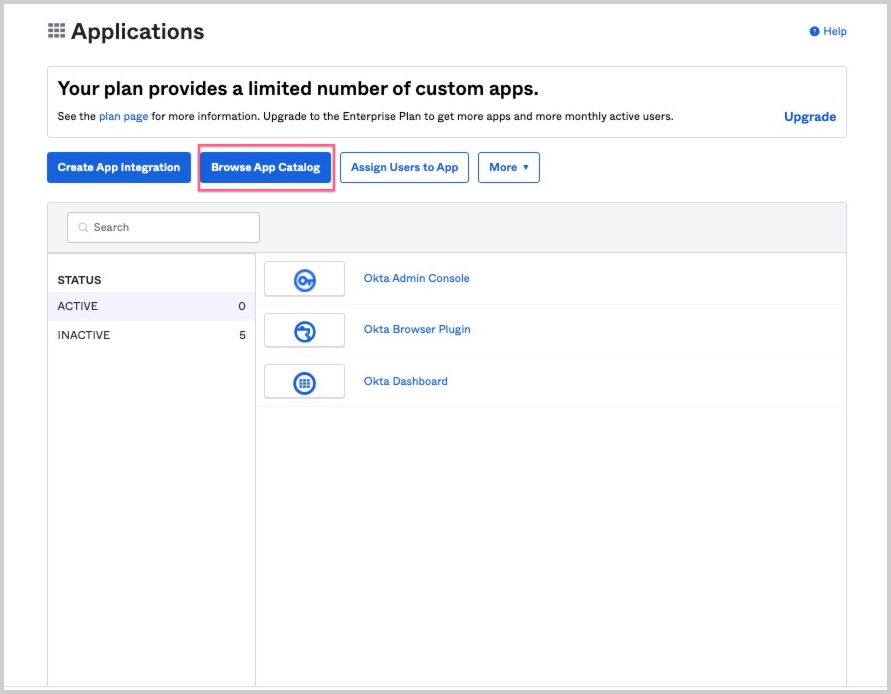 Applications
Help
Your plan provides a limited number of custom apps.
See the plan page for more information. Upgrade to the Enterprise Plan to get more apps and more monthly active users.
Upgrade
Create App Integration
Browse App Catalog
Assign Users to App
More
Search
STATUS
ACTIVE 0
INACTIVE 5
Okta Admin Console
Okta Browser Plugin
Okta Dashboard